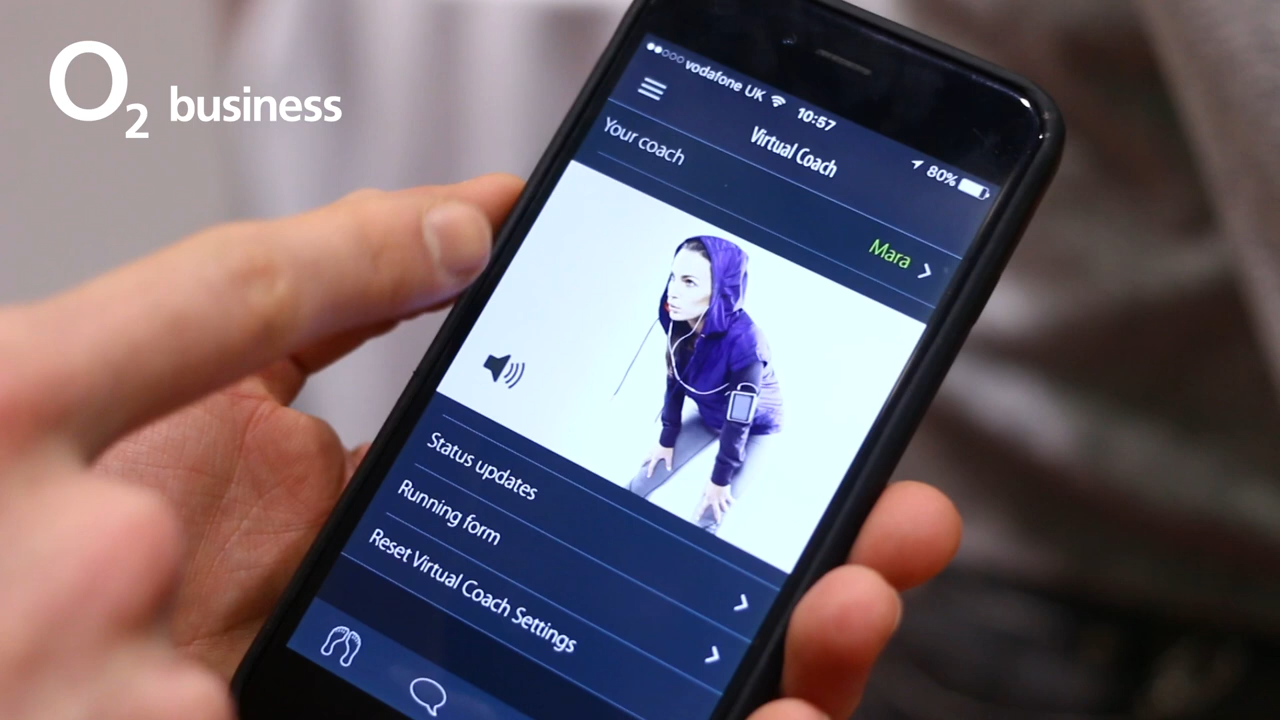 O2 business
vodafone UK 10:57 80%
Virtual Coach
Your coach
Mara
Status updates
Running form
Reset Virtual Coach Settings